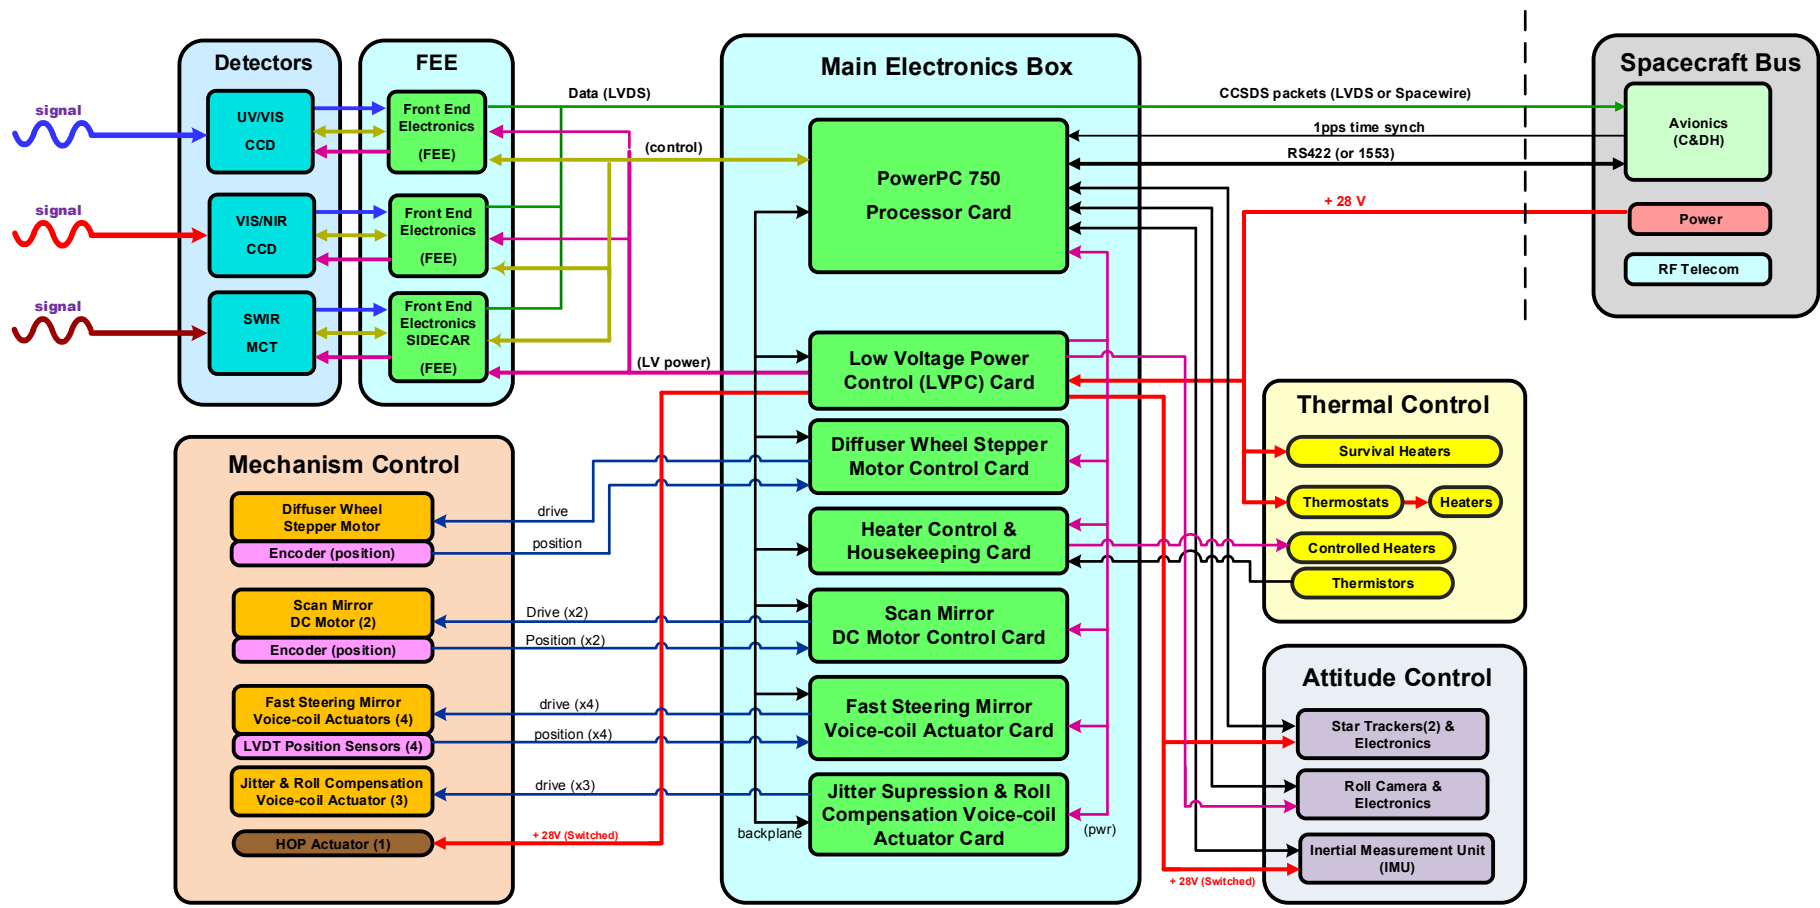 Detectors
FEE
Main Electronics Box
Spacecraft Bus
signal
UV/VIS
CCD
Front End
Electronics
(FEE)
Data (LVDS)
CCSDS packets (LVDS or Spacewire)
1pps time synch
(control)
RS422 (or 1553)
Avionics
(C&DH)
PowerPC 750
Processor Card
signal
VIS/NIR
CCD
Front End
Electronics
(FEE)
+ 28 V
Power
RF Telecom
signal
SWIR
MCT
Front End
Electronics
SIDECAR
(FEE)
(LV power)
Low Voltage Power
Control (LVPC) Card
Thermal Control
Survival Heaters
Thermostats
Heaters
Controlled Heaters
Thermistors
Mechanism Control
Diffuser Wheel
Stepper Motor
Encoder (position)
drive
position
Diffuser Wheel Stepper
Motor Control Card
Heater Control &
Housekeeping Card
Scan Mirror
DC Motor (2)
Encoder (position)
Drive (x2)
Position (x2)
Scan Mirror
DC Motor Control Card
Fast Steering Mirror
Voice-coil Actuators (4)
LVDT Position Sensors (4)
drive (x4)
position (x4)
Fast Steering Mirror
Voice-coil Actuator Card
Jitter & Roll Compensation
Voice-coil Actuator (3)
drive (x3)
Jitter Supression & Roll
Compensation Voice-coil
Actuator Card
HOP Actuator (1)
+ 28V (Switched)
backplane
(pwr)
Attitude Control
Star Trackers(2) &
Electronics
Roll Camera &
Electronics
Inertial Measurement Unit
(IMU)
+ 28V (Switched)